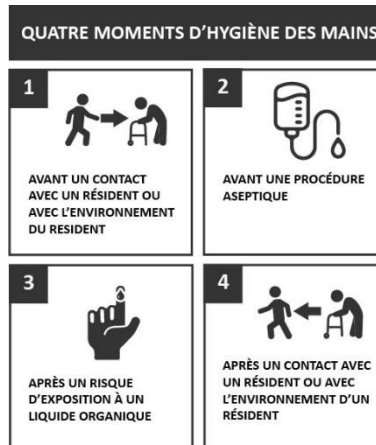 QUATRE MOMENTS D'HYGIÈNE DES MAINS
1
AVANT UN CONTACT
AVEC UN RÉSIDENT OU
AVEC L'ENVIRONNEMENT
DU RESIDENT
2
AVANT UNE PROCÉDURE
ASEPTIQUE
3
APRÈS UN RISQUE
D'EXPOSITION À UN
LIQUIDE ORGANIQUE
4
APRÈS UN CONTACT AVEC
UN RÉSIDENT OU AVEC
L'ENVIRONNEMENT D'UN
RÉSIDENT